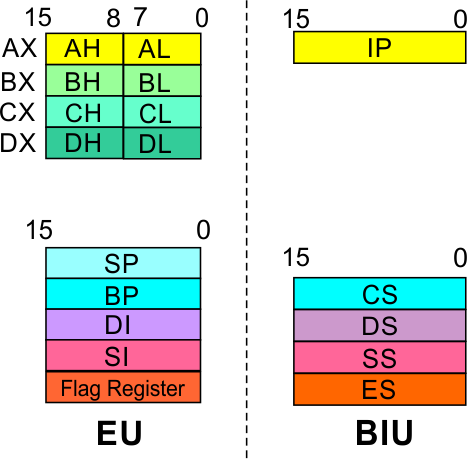 15 8 7 0
AX AH AL
BX BH BL
CX CH CL
DX DH DL
15 0
SP
BP
DI
SI
Flag Register
EU
15 0
IP
15 0
CS
DS
SS
ES
BIU